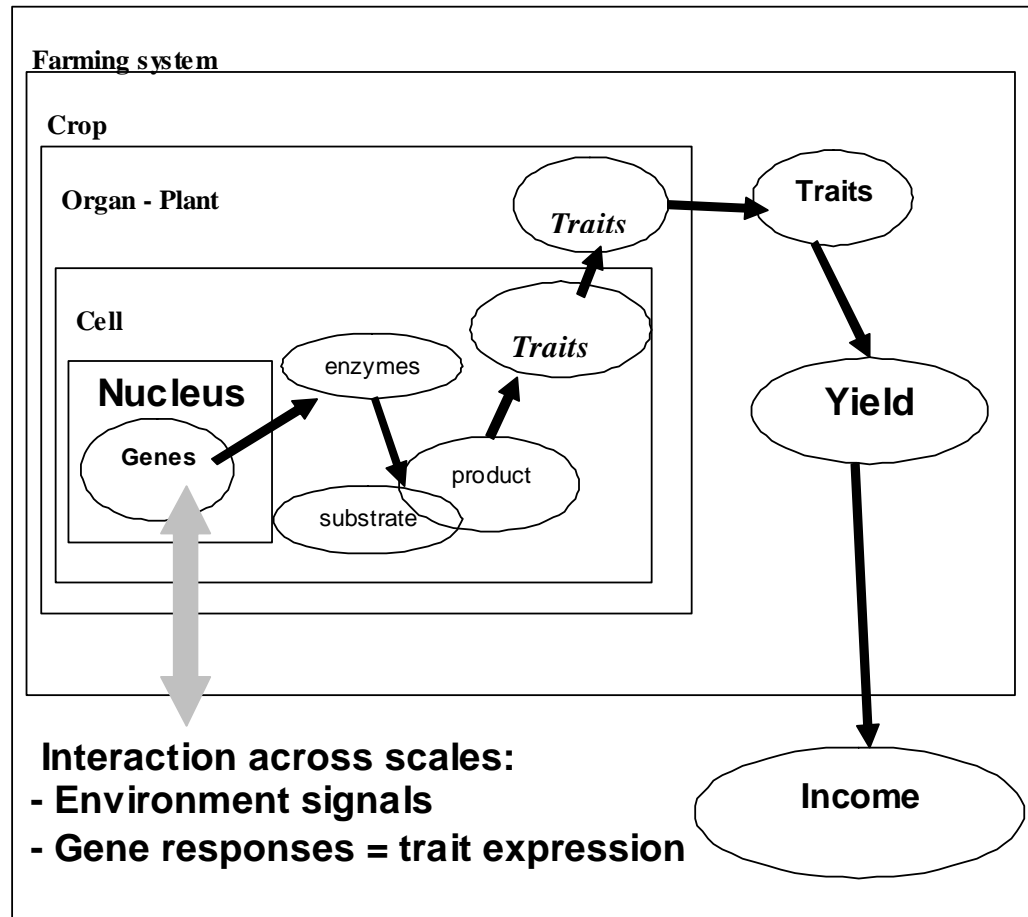 Farming system
Crop
Organ - Plant
Traits
Traits
Cell
Traits
enzymes
Nucleus
Genes
product
substrate
Yield
Interaction across scales:
- Environment signals
- Gene responses = trait expression
Income